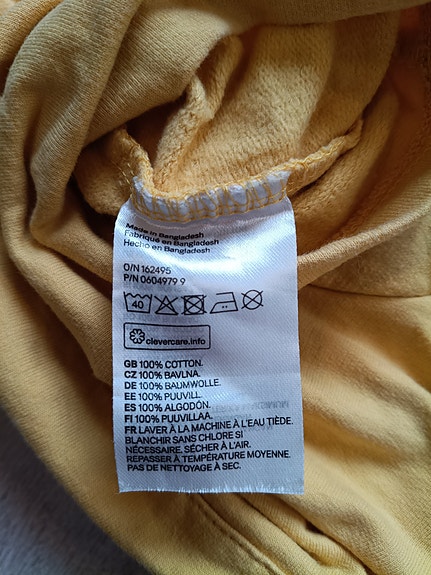 Made in Bangladesh
Fabriqué en Bangladesh
Hecho en Bangladesh
O/N 162495
P/N 0604979 9
40
clevercare.info
GB 100% COTTON.
CZ 100% BAVLNA.
DE 100% BAUMWOLLE.
EE 100% PUUVILL.
ES 100% ALGODÓN.
FI 100% PUUVILLAA.
FR LAVER À LA MACHINE À L'EAU TIÈDE.
BLANCHIR SANS CHLORE SI
NÉCESSAIRE. SÉCHER À L'AIR.
REPASSER À TEMPÉRATURE MOYENNE.
PAS DE NETTOYAGE À SEC.